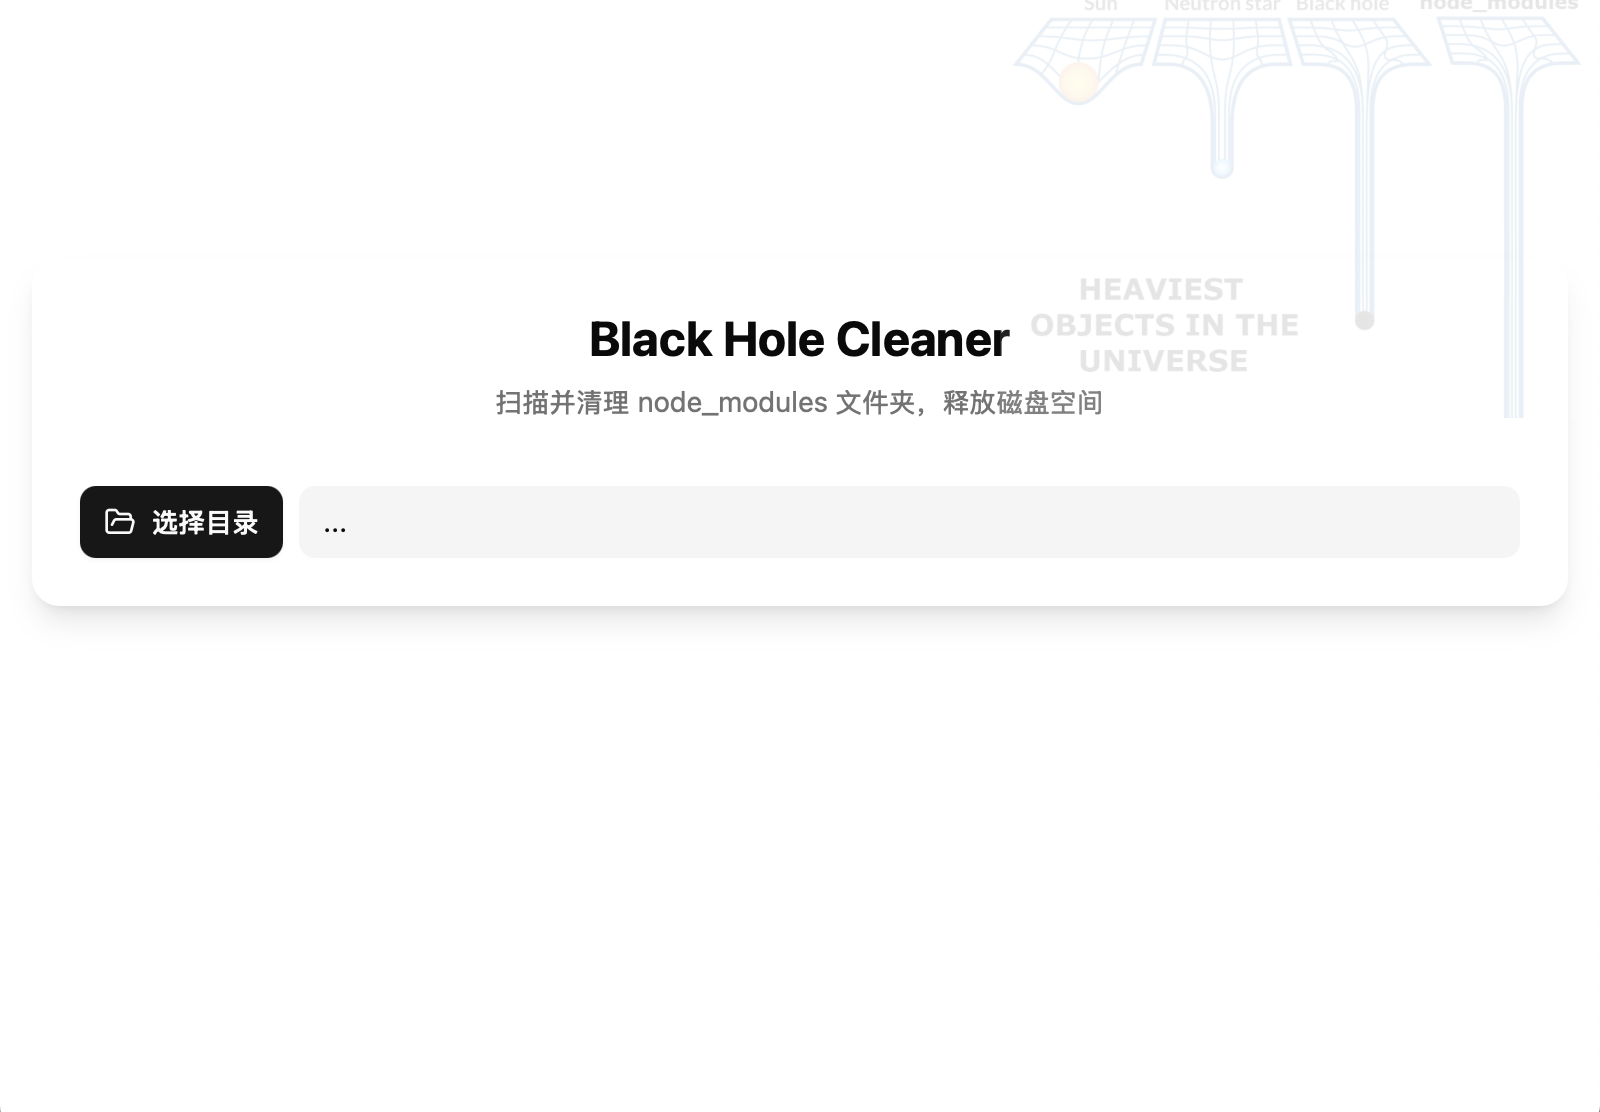 Sun Neutron star Black hole node_modules
HEAVIEST
OBJECTS IN THE
UNIVERSE
Black Hole Cleaner
扫描并清理 node_modules 文件夹，释放磁盘空间
选择目录
...